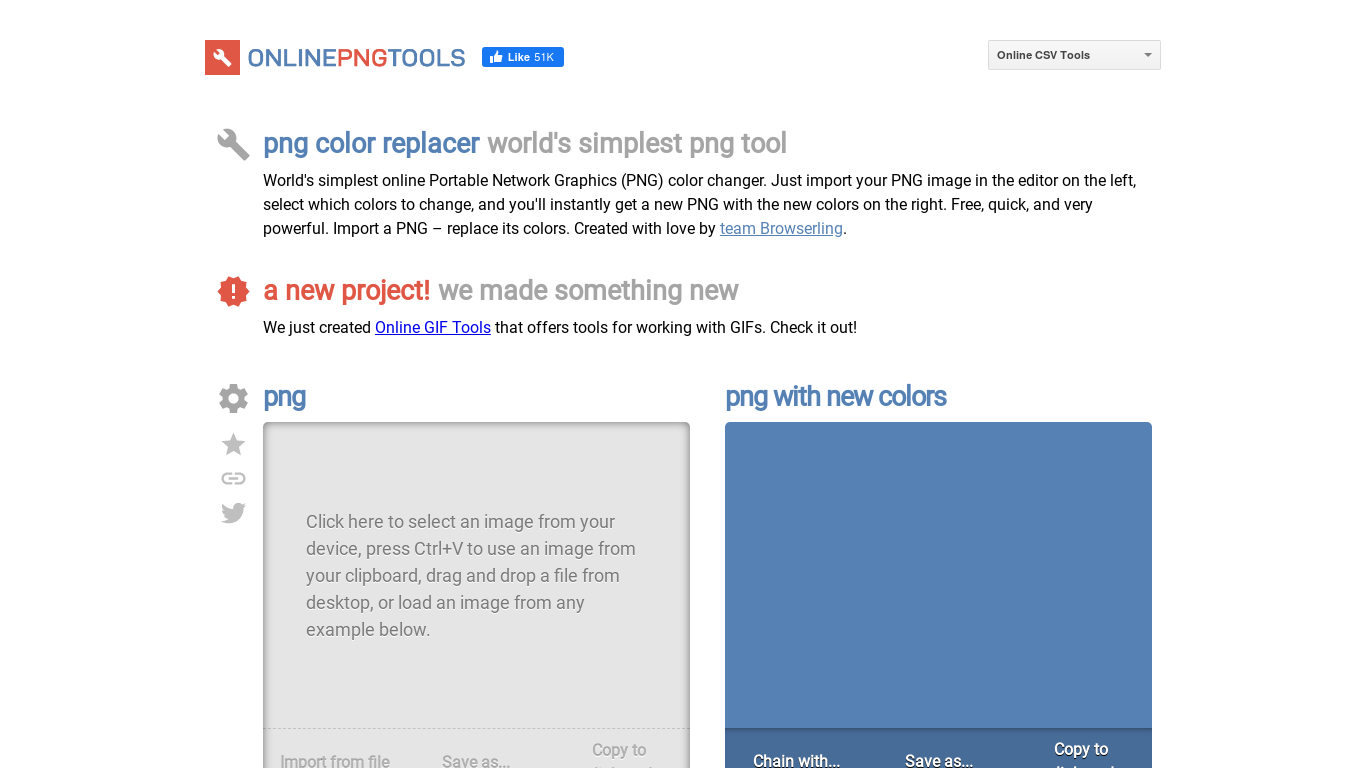 ONLINEPNGTOOLS
Like 51K
Online CSV Tools
png color replacer world's simplest png tool
World's simplest online Portable Network Graphics (PNG) color changer. Just import your PNG image in the editor on the left,
select which colors to change, and you'll instantly get a new PNG with the new colors on the right. Free, quick, and very
powerful. Import a PNG – replace its colors. Created with love by team Browserling.
a new project! we made something new
We just created Online GIF Tools that offers tools for working with GIFs. Check it out!
png
png with new colors
Click here to select an image from your
device, press Ctrl+V to use an image from
your clipboard, drag and drop a file from
desktop, or load an image from any
example below.
Import from file
Save as...
Copy to
Chain with...
Save as...
Copy to